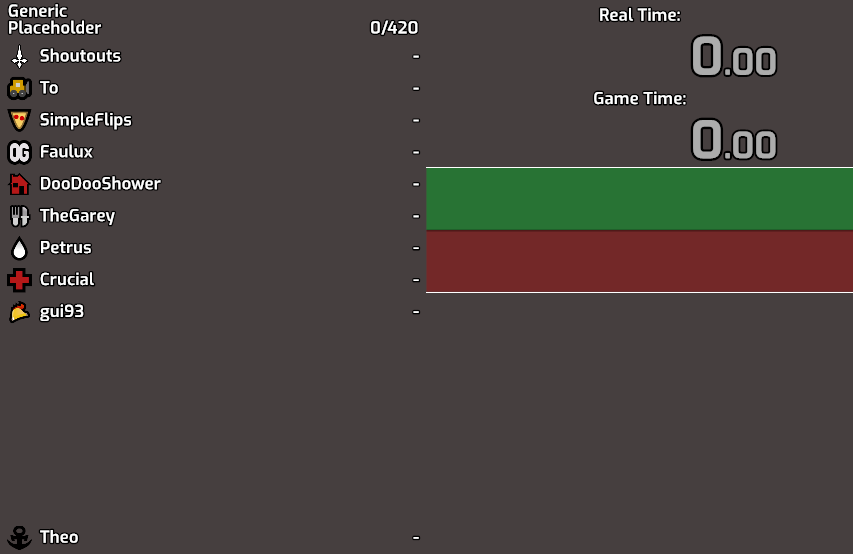 Generic
Placeholder 0/420
Shoutouts -
To -
SimpleFlips -
OG Faulux -
DooDooShower -
TheGarey -
Petrus -
Crucial -
gui93 -
Theo -
Real Time:
0.00
Game Time:
0.00